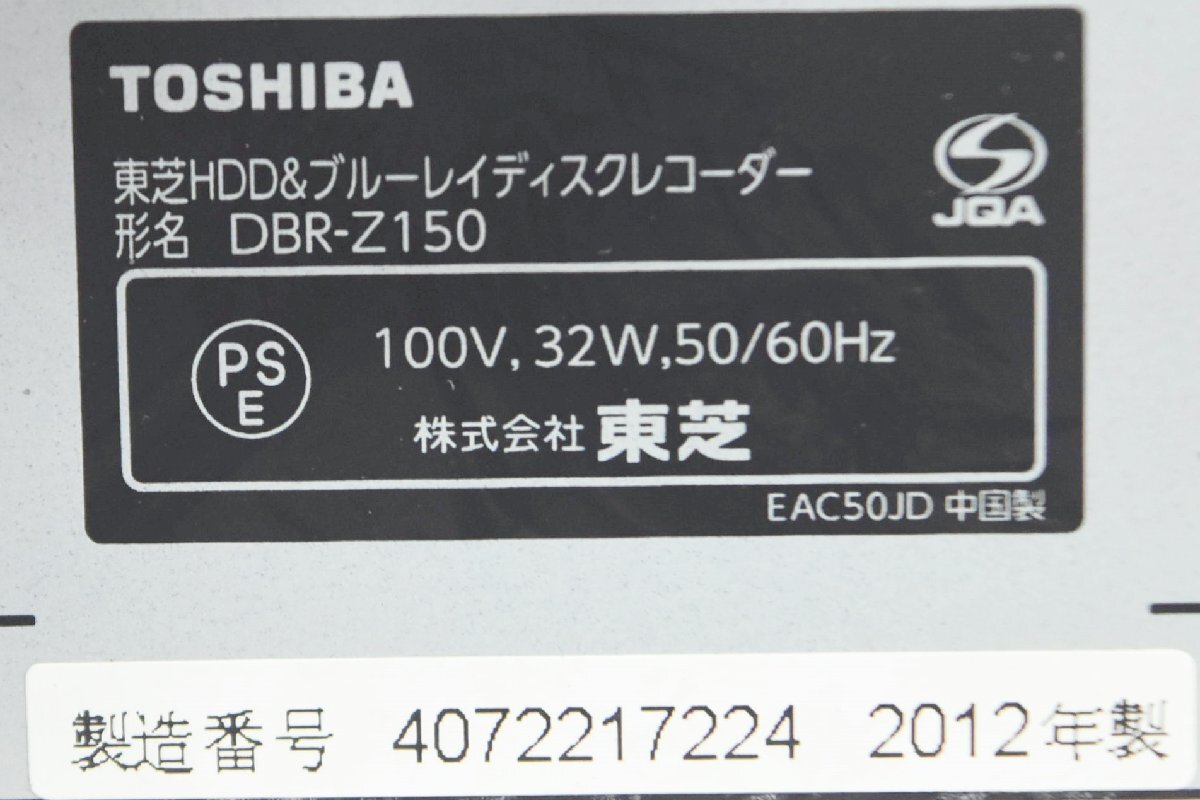 TOSHIBA
東芝HDD&ブルーレイディスクレコーダー
形名 DBR-Z150
JQA
PS
E
100V, 32W,50/60Hz
株式会社 東芝
EAC50JD 中国製
製造番号 4072217224 2012年製